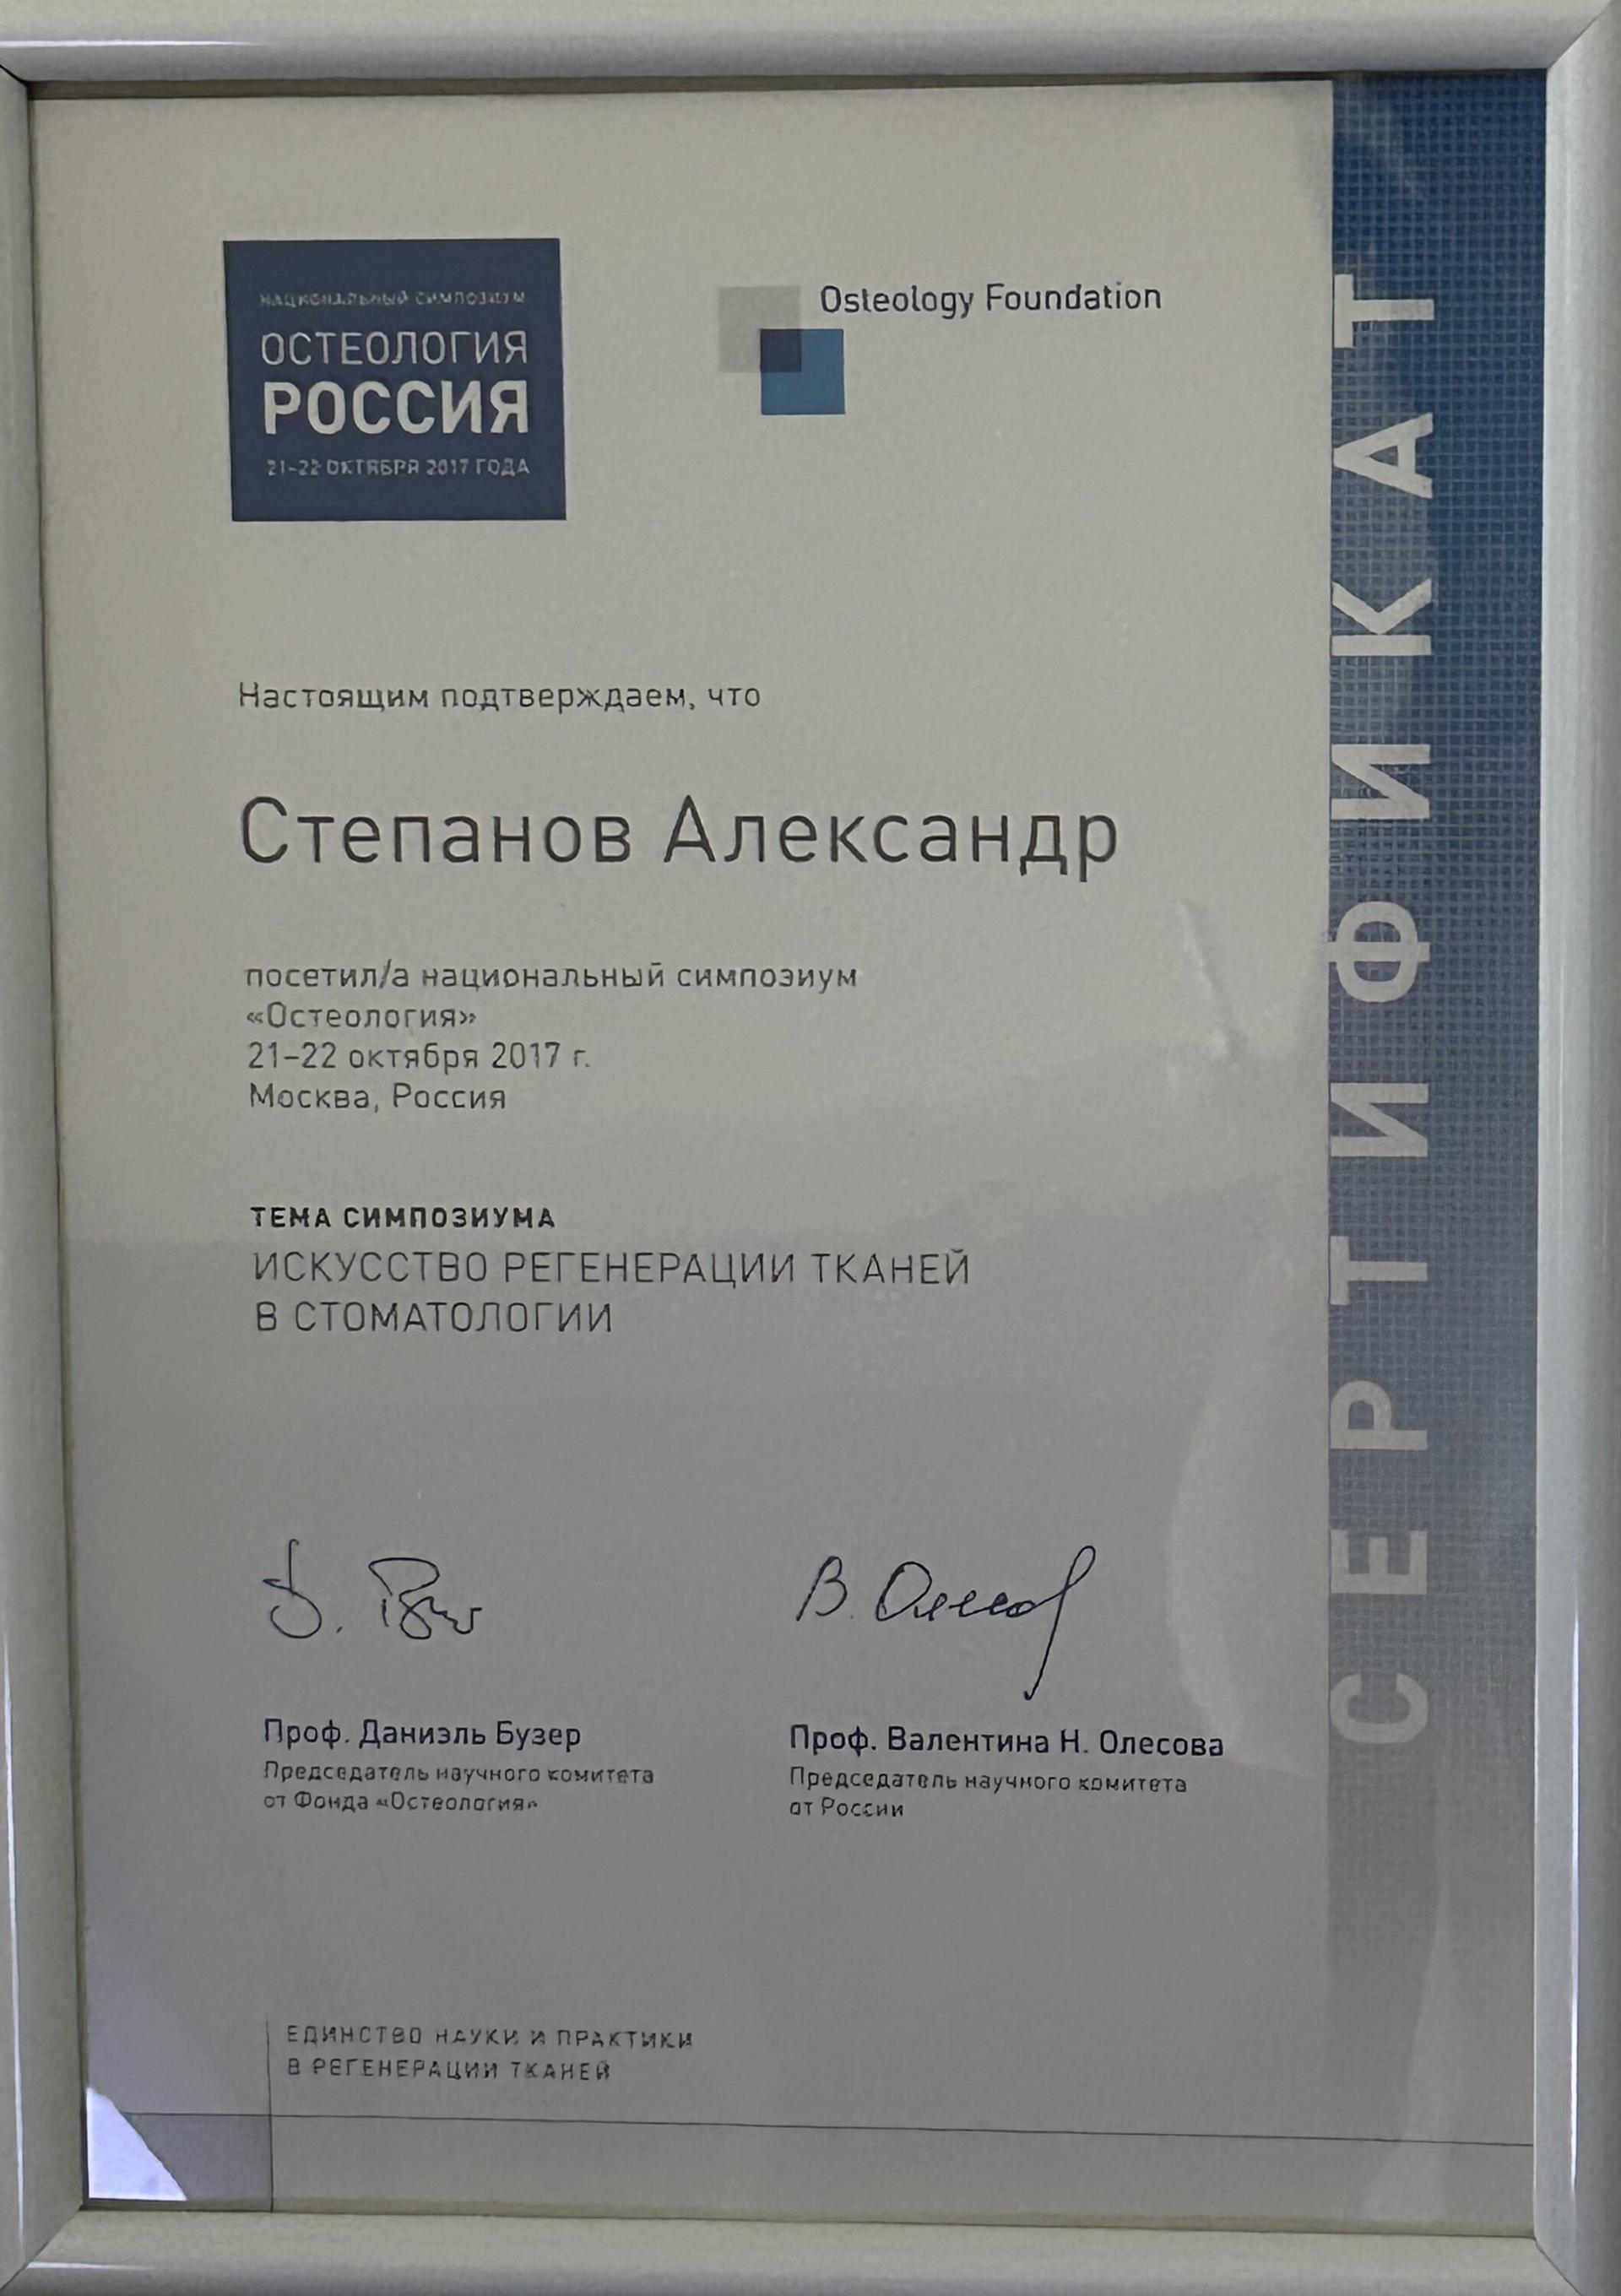 НАЦИОНАЛЬНЫЙ СИМПОЗИУМ
ОСТЕОЛОГИЯ
РОССИЯ
21–22 ОКТЯБРЯ 2017 ГОДА
Osteology Foundation
Настоящим подтверждаем, что
Степанов Александр
посетил/а национальный симпозиум
«Остеология»
21–22 октября 2017 г.
Москва, Россия
ТЕМА СИМПОЗИУМА
ИСКУССТВО РЕГЕНЕРАЦИИ ТКАНЕЙ
В СТОМАТОЛОГИИ
В. Олесов
Проф. Даниэль Бузер
Председатель научного комитета
от Фонда «Остеология»
Проф. Валентина Н. Олесова
Председатель научного комитета
от России
ЕДИНСТВО НАУКИ И ПРАКТИКИ
В РЕГЕНЕРАЦИИ ТКАНЕЙ
СЕРТИФИКАТ